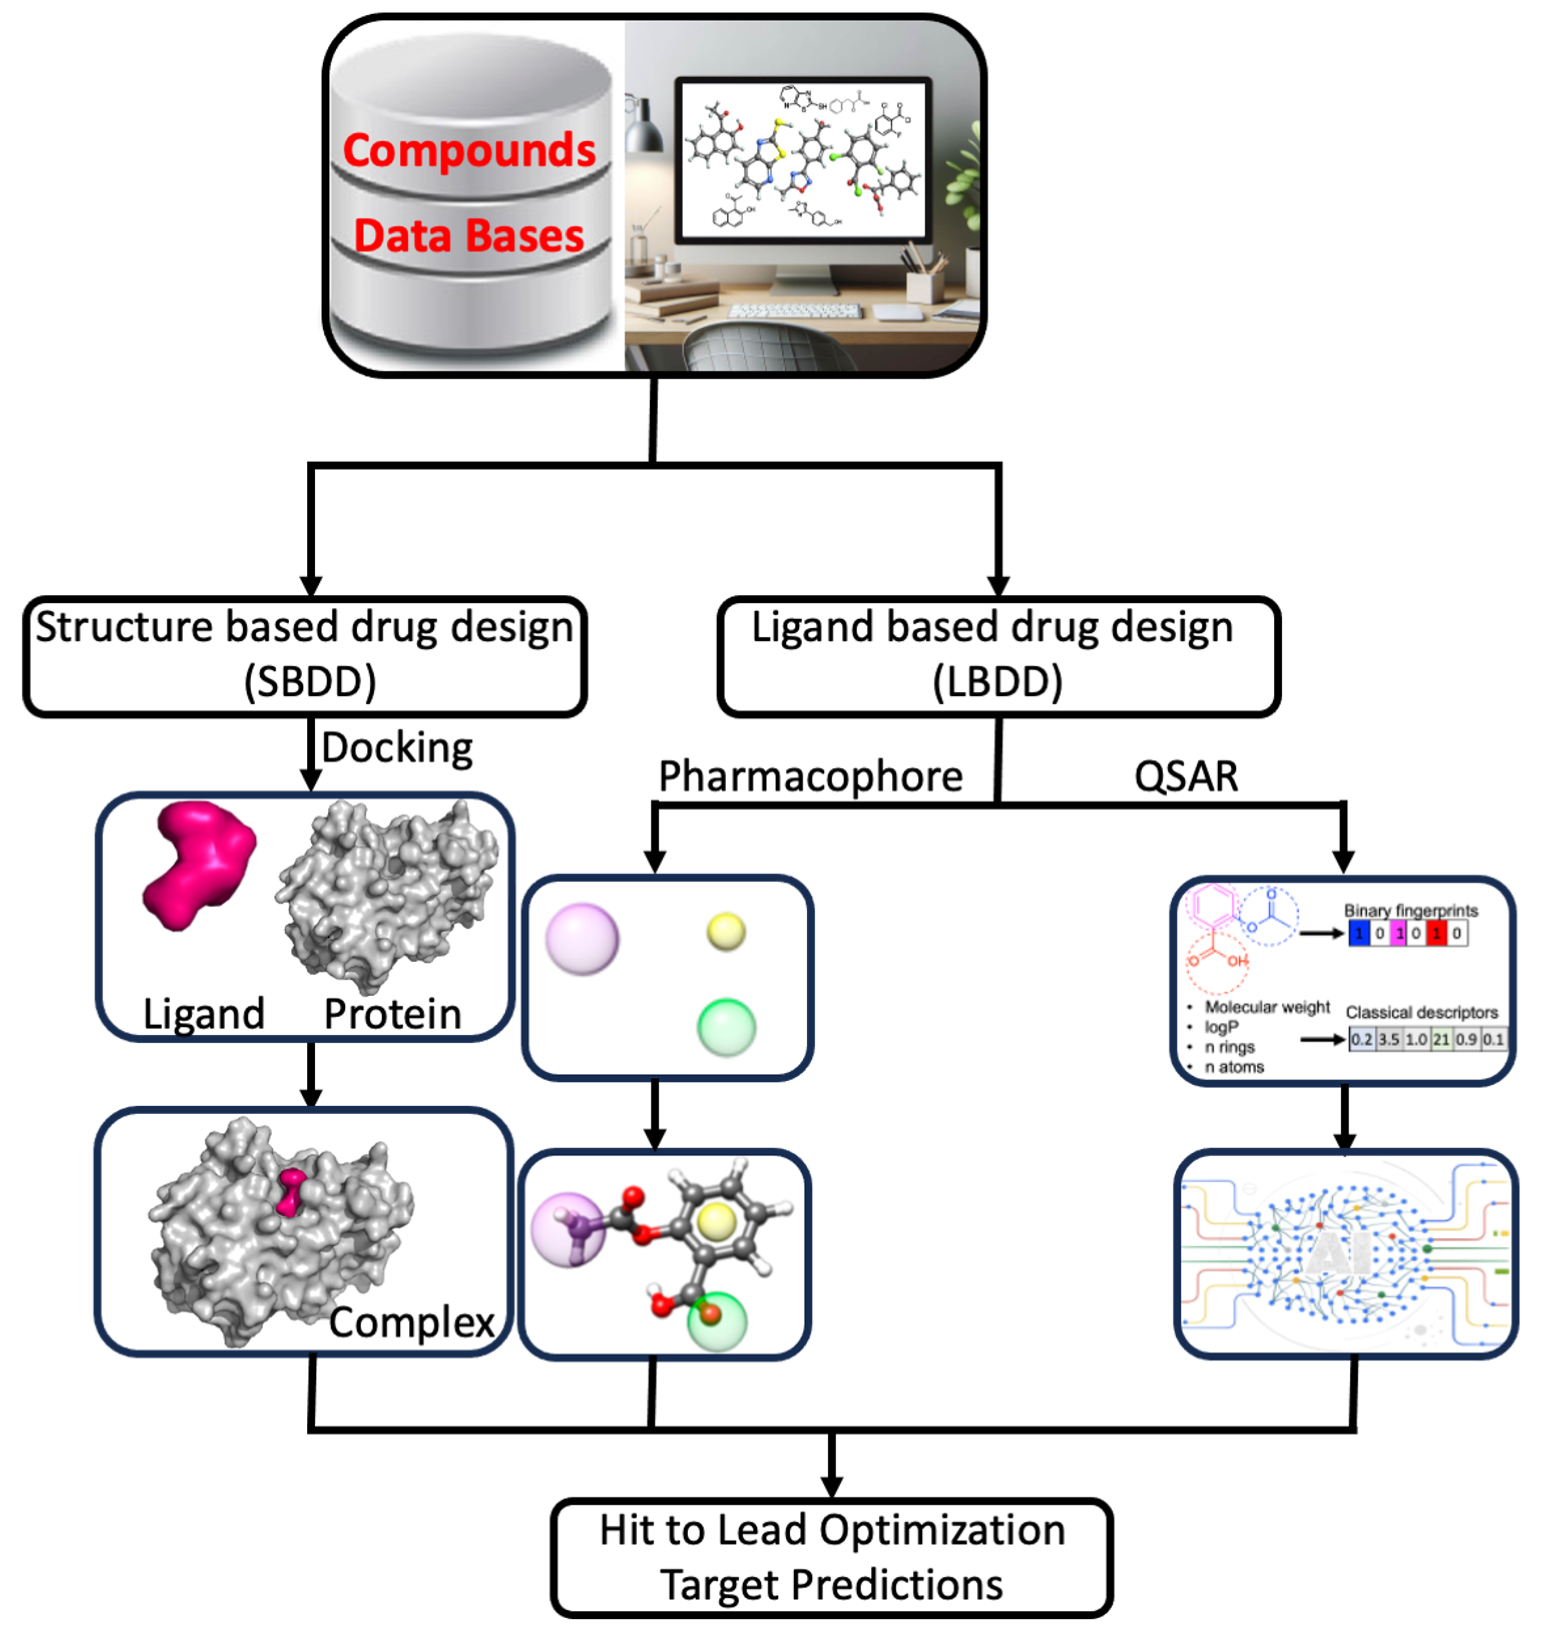 Compounds
Data Bases
Structure based drug design
(SBDD)
Ligand based drug design
(LBDD)
Docking
Pharmacophore
QSAR
Ligand
Protein
Binary fingerprints
1 0 1 0 1 0
O
O
O
OH
• Molecular weight
• logP
• n rings
• n atoms
Classical descriptors
0.2 3.5 1.0 21 0.9 0.1
Complex
AI
Hit to Lead Optimization
Target Predictions